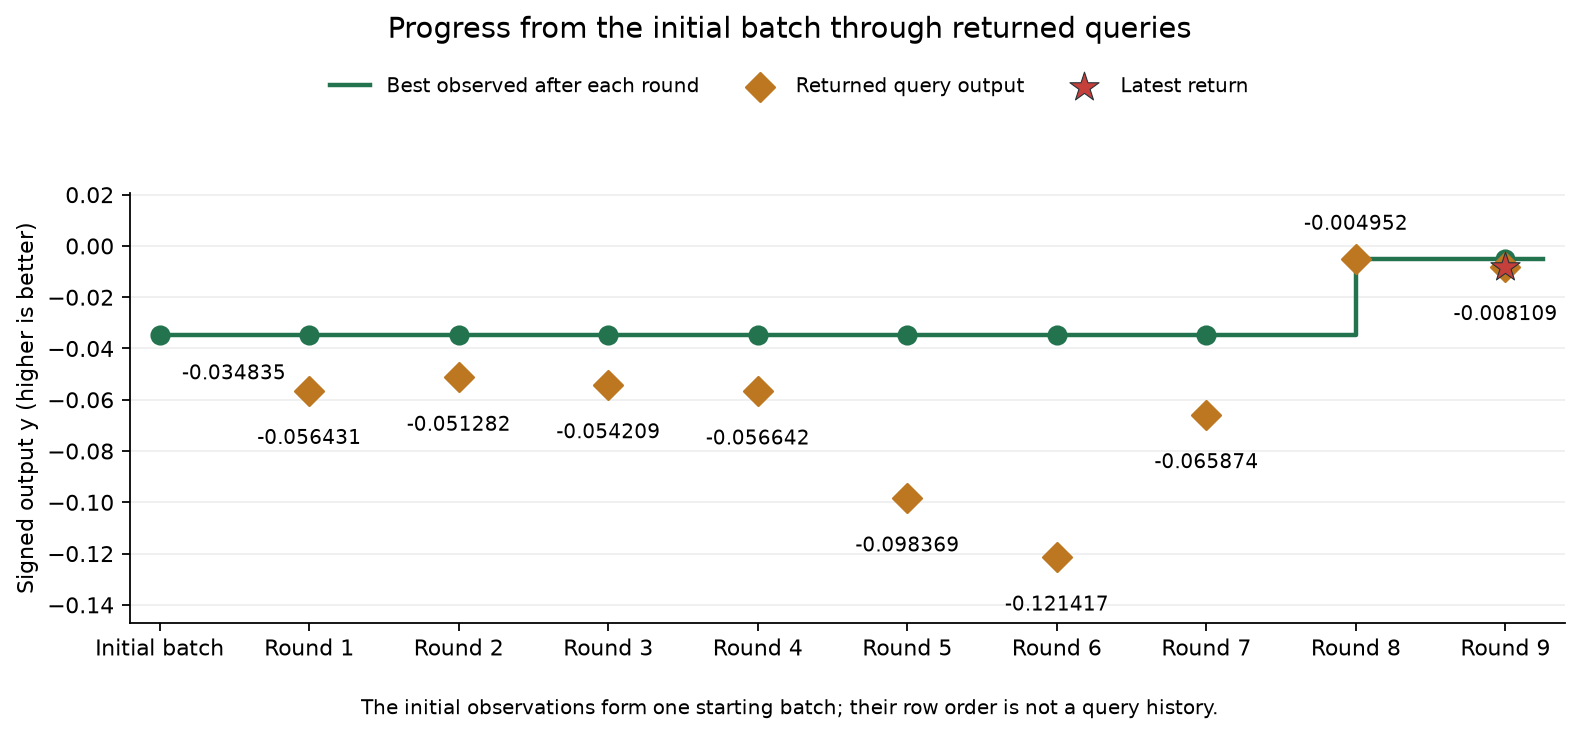 Progress from the initial batch through returned queries
Best observed after each round
Returned query output
Latest return
Signed output y (higher is better)
0.02
0.00
−0.02
−0.04
−0.06
−0.08
−0.10
−0.12
−0.14
-0.034835
-0.056431
-0.051282
-0.054209
-0.056642
-0.098369
-0.121417
-0.065874
-0.004952
-0.008109
Initial batch
Round 1
Round 2
Round 3
Round 4
Round 5
Round 6
Round 7
Round 8
Round 9
The initial observations form one starting batch; their row order is not a query history.